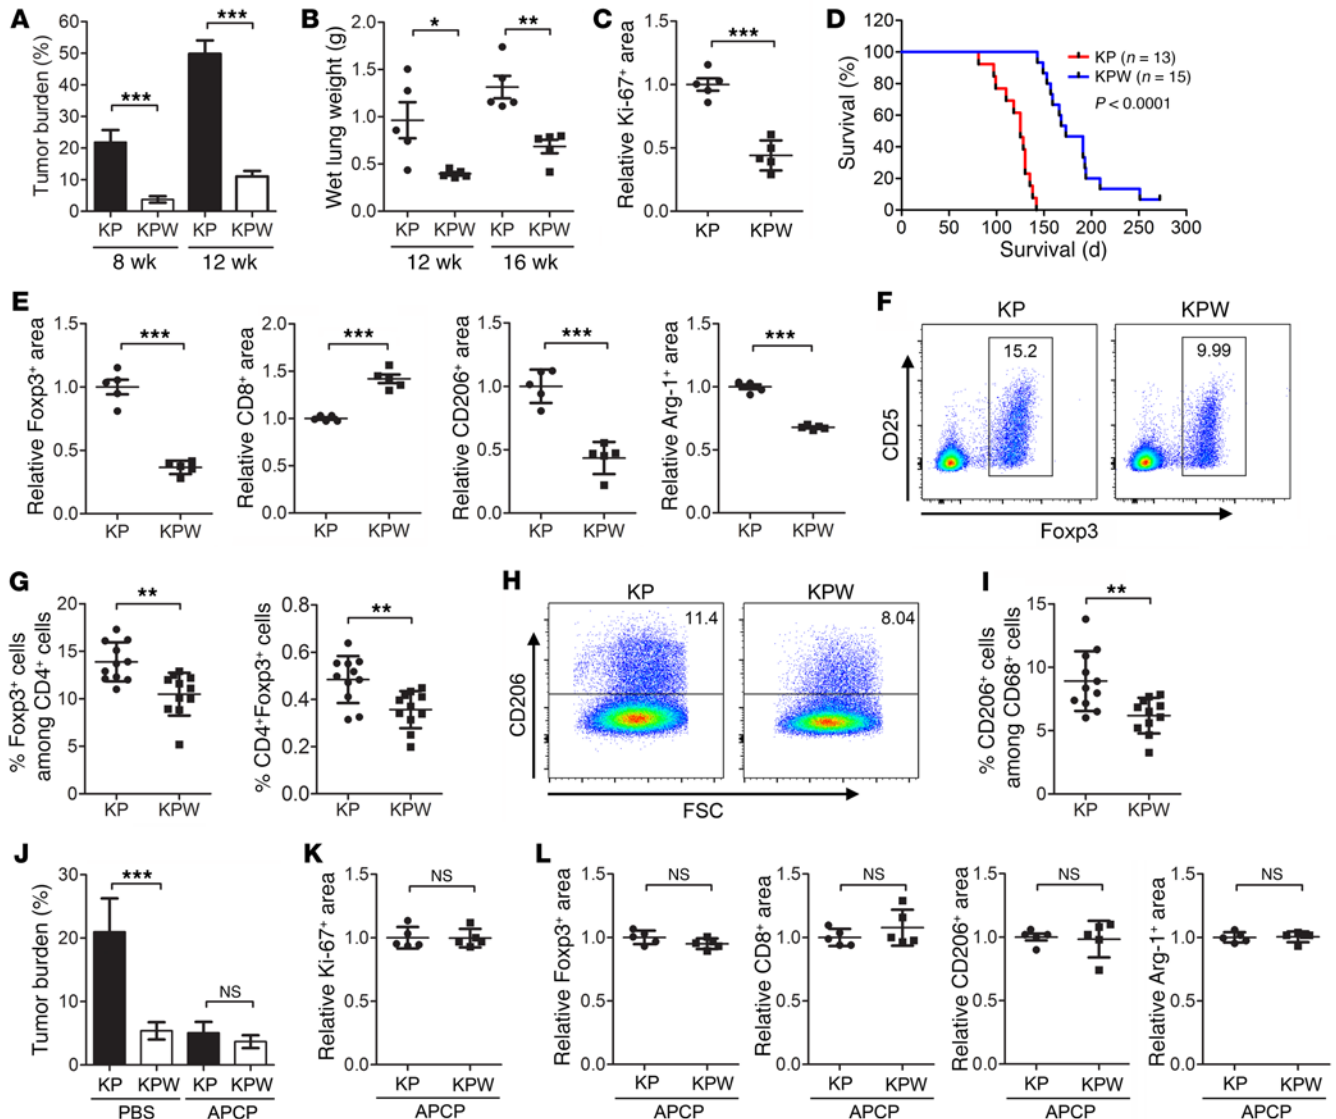 A
Tumor burden (%)
60
50
40
30
20
10
0
***
***
KP KPW KP KPW
8 wk 12 wk
B
Wet lung weight (g)
2.0
1.5
1.0
0.5
0.0
*
**
KP KPW KP KPW
12 wk 16 wk
C
Relative Ki-67⁺ area
1.5
1.0
0.5
0.0
***
KP KPW
D
Survival (%)
120
100
80
60
40
20
0
KP (n = 13)
KPW (n = 15)
P < 0.0001
0 50 100 150 200 250 300
Survival (d)
E
Relative Foxp3⁺ area
1.5
1.0
0.5
0.0
***
KP KPW
Relative CD8⁺ area
2.0
1.5
1.0
0.5
0.0
***
KP KPW
Relative CD206⁺ area
1.5
1.0
0.5
0.0
***
KP KPW
Relative Arg-1⁺ area
1.5
1.0
0.5
0.0
***
KP KPW
F
KP KPW
15.2
9.99
CD25
Foxp3
G
% Foxp3⁺ cells
among CD4⁺ cells
20
15
10
5
0
**
KP KPW
% CD4⁺Foxp3⁺ cells
0.8
0.6
0.4
0.2
0.0
**
KP KPW
H
KP KPW
11.4
8.04
CD206
FSC
I
% CD206⁺ cells
among CD68⁺ cells
15
10
5
0
**
KP KPW
J
Tumor burden (%)
30
20
10
0
***
NS
KP KPW KP KPW
PBS APCP
K
Relative Ki-67⁺ area
1.5
1.0
0.5
0.0
NS
KP KPW
APCP
L
Relative Foxp3⁺ area
1.5
1.0
0.5
0.0
NS
KP KPW
APCP
Relative CD8⁺ area
1.5
1.0
0.5
0.0
NS
KP KPW
APCP
Relative CD206⁺ area
1.5
1.0
0.5
0.0
NS
KP KPW
APCP
Relative Arg-1⁺ area
1.5
1.0
0.5
0.0
NS
KP KPW
APCP